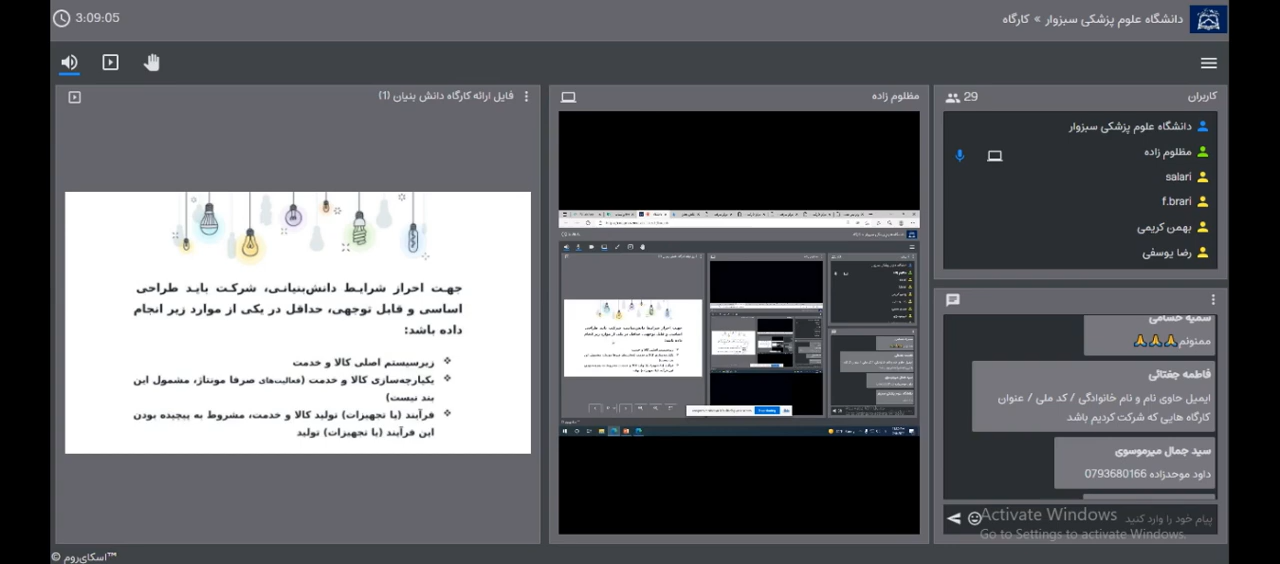 3:09:05
دانشگاه علوم پزشکی سبزوار » کارگاه
فایل ارائه کارگاه دانش بنیان (1)
جهت احراز شرایط دانش‌بنیانی، شرکت باید طراحی
اساسی و قابل توجهی، حداقل در یکی از موارد زیر انجام
داده باشد:
❖ زیرسیستم اصلی کالا و خدمت
❖ یکپارچه‌سازی کالا و خدمت (فعالیت‌های صرفا مونتاژ، مشمول این
بند نیست)
❖ فرآیند (یا تجهیزات) تولید کالا و خدمت، مشروط به پیچیده بودن
این فرآیند (یا تجهیزات) تولید
مظلوم زاده
کاربران
29
دانشگاه علوم پزشکی سبزوار
مظلوم زاده
salari
f.brari
بهمن کریمی
رضا یوسفی
سمیه حسامی
ممنونم🙏🙏🙏
فاطمه چغتائی
ایمیل حاوی نام و نام خانوادگی / کد ملی / عنوان
کارگاه هایی که شرکت کردیم باشد
سید جمال میرموسوی
داود موحدزاده 0793680166
پیام خود را وارد کنید
Activate Windows
Go to Settings to activate Windows.
© اسکای‌روم™